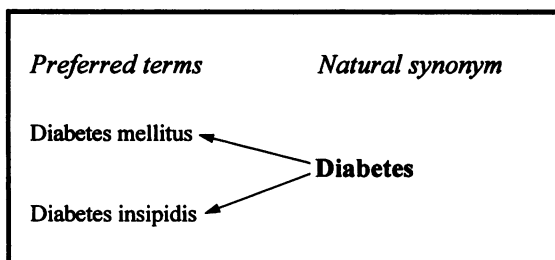 Preferred terms Natural synonym
Diabetes mellitus
Diabetes
Diabetes insipidis